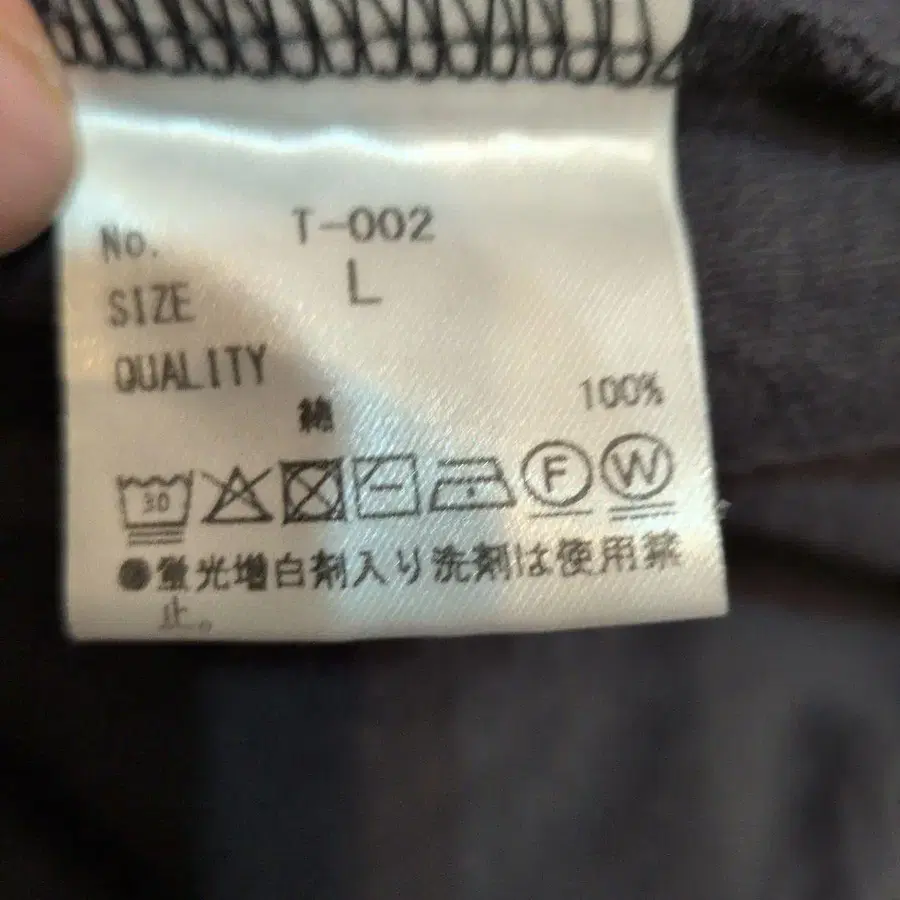 No. T-002
SIZE L
QUALITY
綿 100%
30 F W
●蛍光増白剤入り洗剤は使用禁
止。